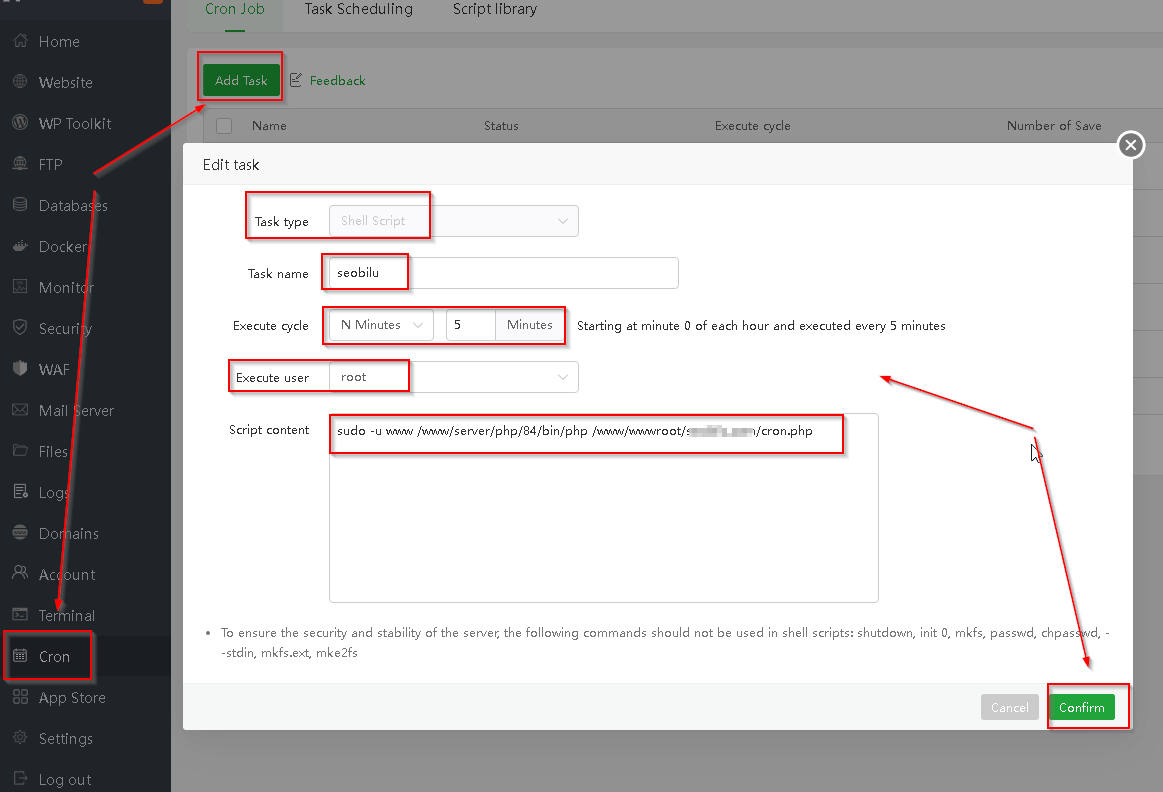 Cron Job Task Scheduling Script library
Home
Website
WP Toolkit
FTP
Databases
Docker
Monitor
Security
WAF
Mail Server
Files
Logs
Domains
Account
Terminal
Cron
App Store
Settings
Log out
Add Task Feedback
Name Status Execute cycle Number of Save
Edit task
Task type Shell Script
Task name seobilu
Execute cycle N Minutes 5 Minutes Starting at minute 0 of each hour and executed every 5 minutes
Execute user root
Script content sudo -u www /www/server/php/84/bin/php /www/wwwroot/ /cron.php
To ensure the security and stability of the server, the following commands should not be used in shell scripts: shutdown, init 0, mkfs, passwd, chpasswd, -
-stdin, mkfs.ext, mke2fs
Cancel Confirm